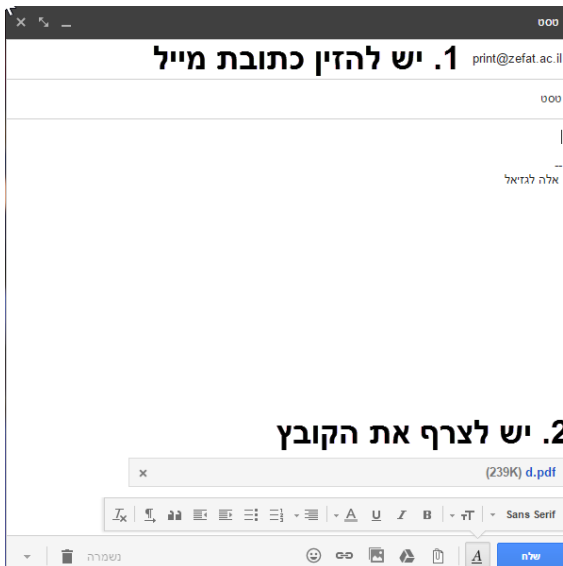 טסט
1. יש להזין כתובת מייל print@zefat.ac.il
טסט
--
אלה לגזיאל
2. יש לצרף את הקובץ
d.pdf (239K)
Sans Serif
שלח
נשמרה